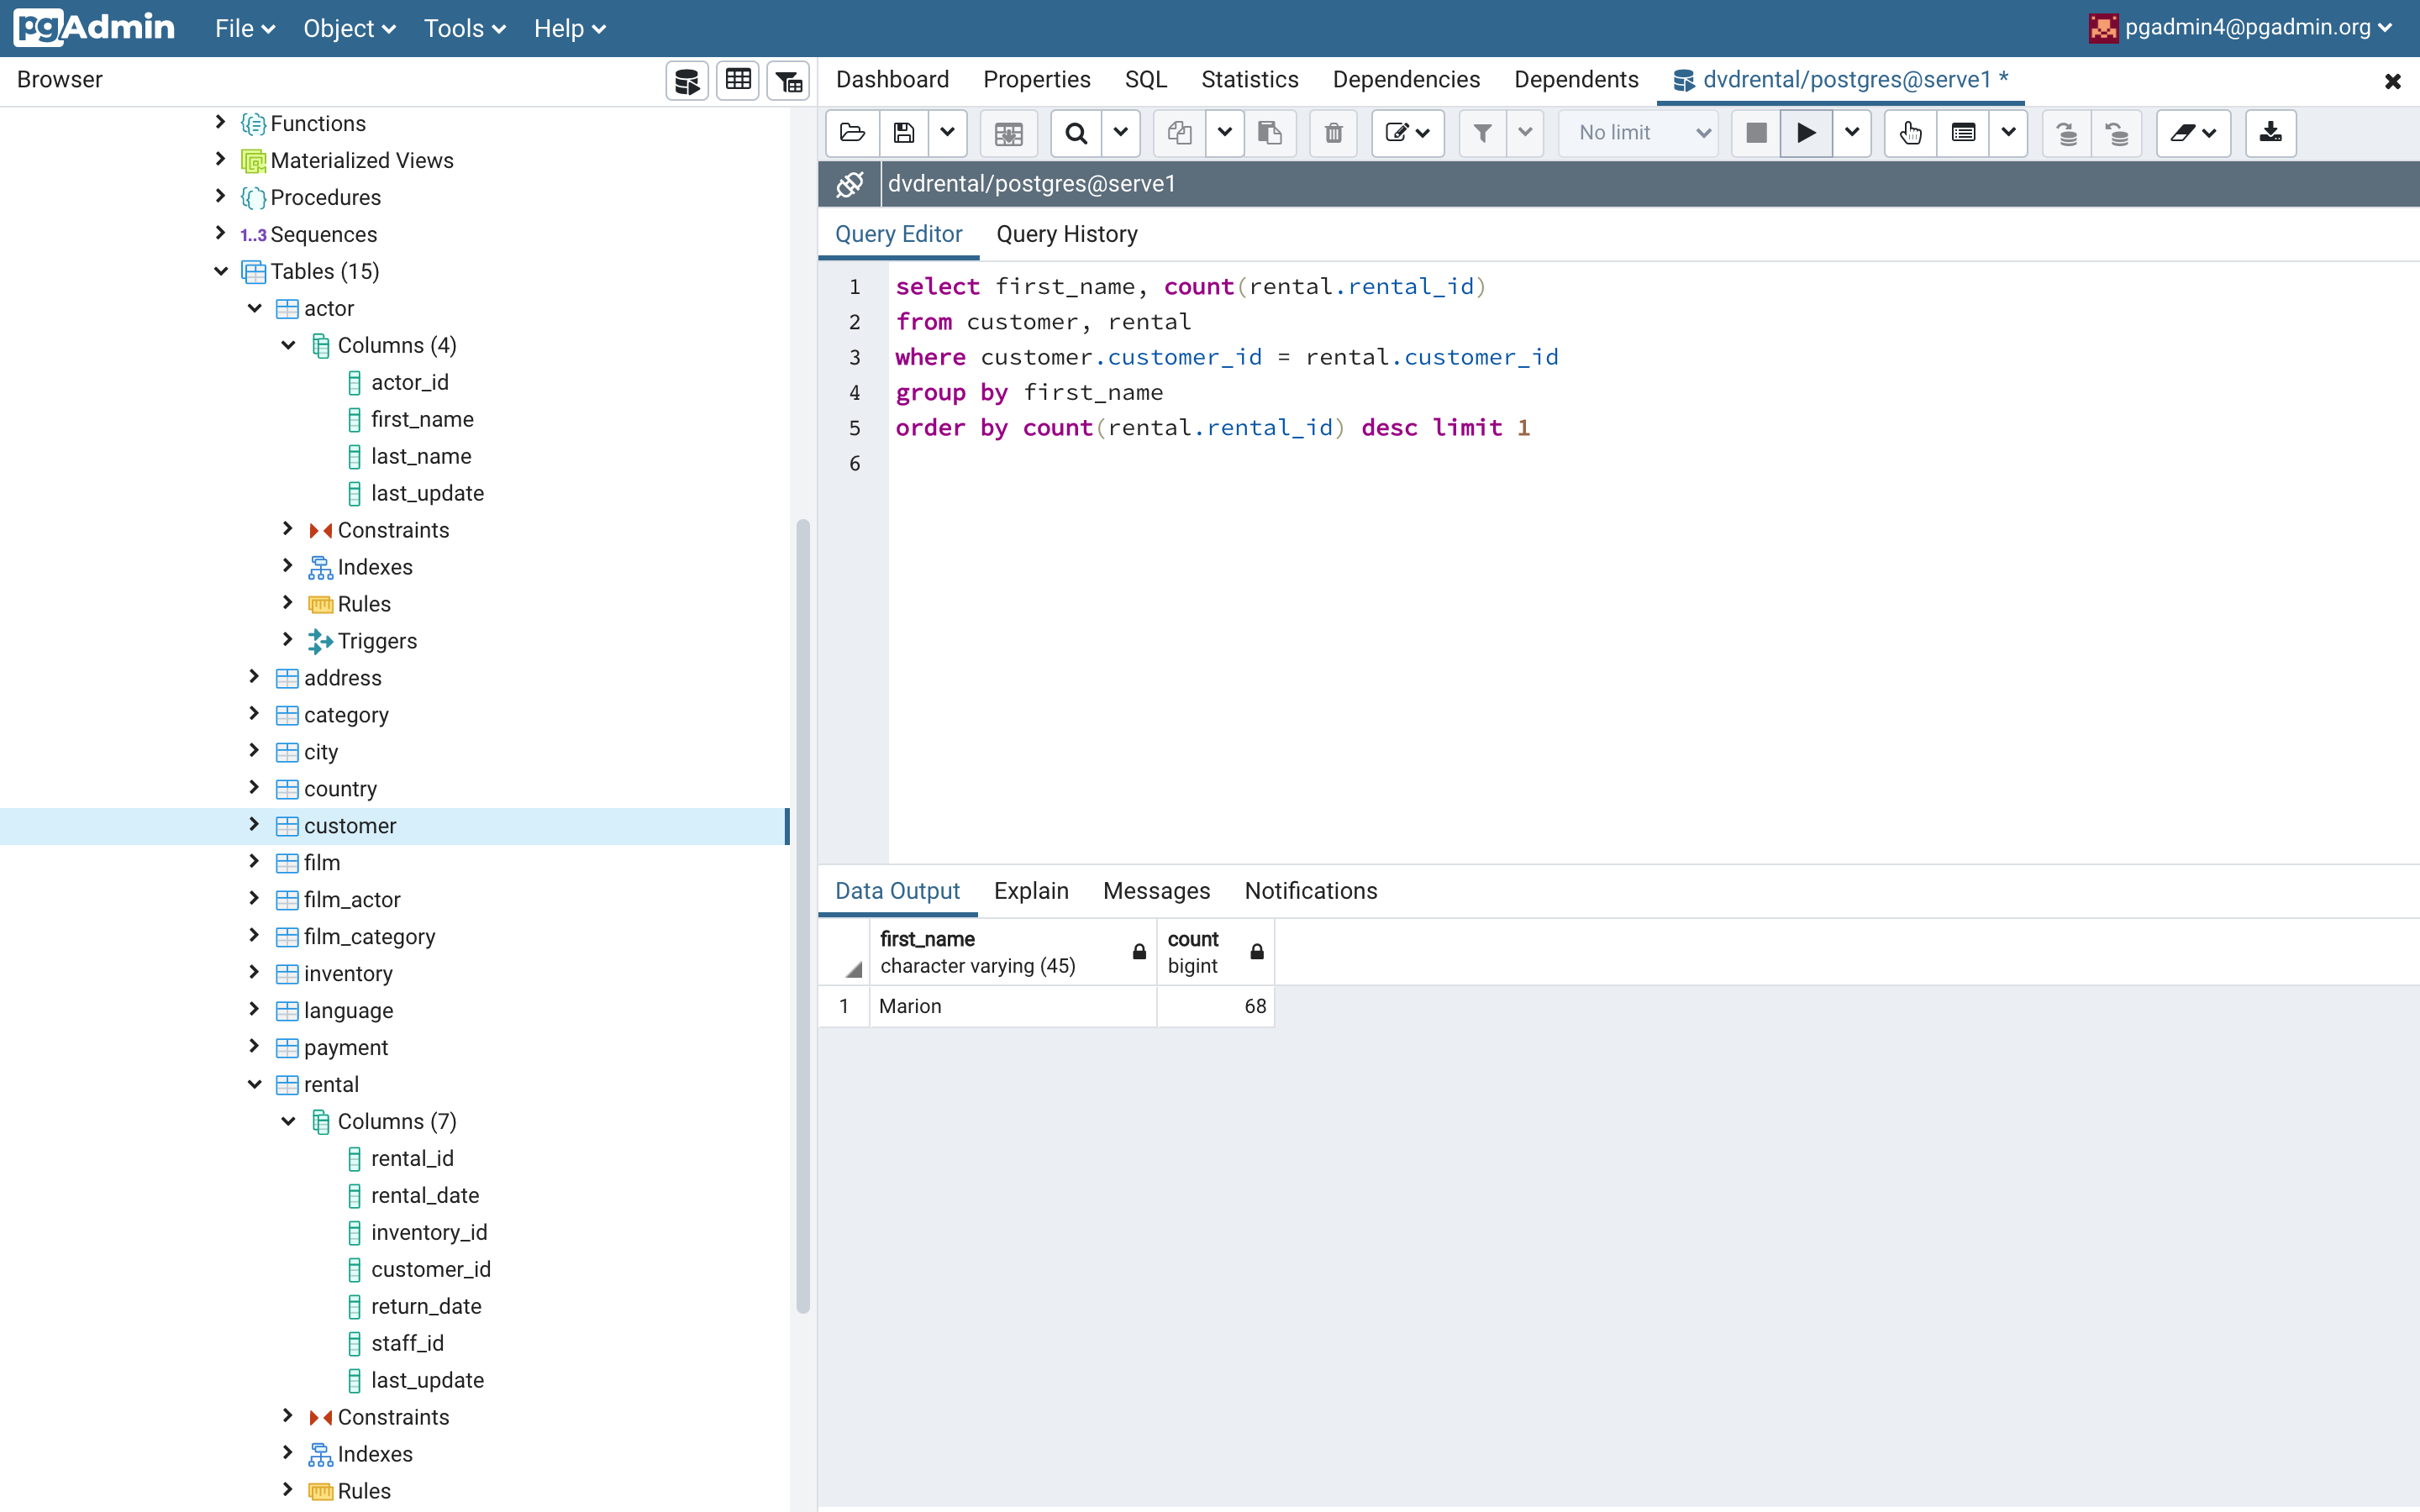 pgAdmin File Object Tools Help pgadmin4@pgadmin.org
Browser
Functions
Materialized Views
Procedures
1..3 Sequences
Tables (15)
actor
Columns (4)
actor_id
first_name
last_name
last_update
Constraints
Indexes
Rules
Triggers
address
category
city
country
customer
film
film_actor
film_category
inventory
language
payment
rental
Columns (7)
rental_id
rental_date
inventory_id
customer_id
return_date
staff_id
last_update
Constraints
Indexes
Rules
Dashboard Properties SQL Statistics Dependencies Dependents dvdrental/postgres@serve1 *
No limit
dvdrental/postgres@serve1
Query Editor Query History
1 select first_name, count(rental.rental_id)
2 from customer, rental
3 where customer.customer_id = rental.customer_id
4 group by first_name
5 order by count(rental.rental_id) desc limit 1
6
Data Output Explain Messages Notifications
first_name count
character varying (45) bigint
1 Marion 68